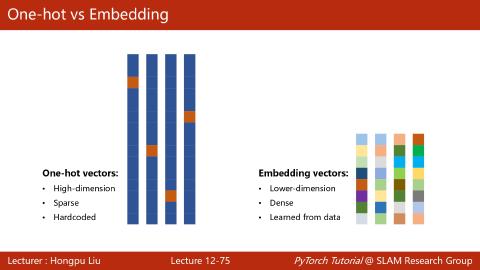 One-hot vs Embedding
One-hot vectors:
• High-dimension
• Sparse
• Hardcoded
Embedding vectors:
• Lower-dimension
• Dense
• Learned from data
Lecturer : Hongpu Liu
Lecture 12-75
PyTorch Tutorial @ SLAM Research Group